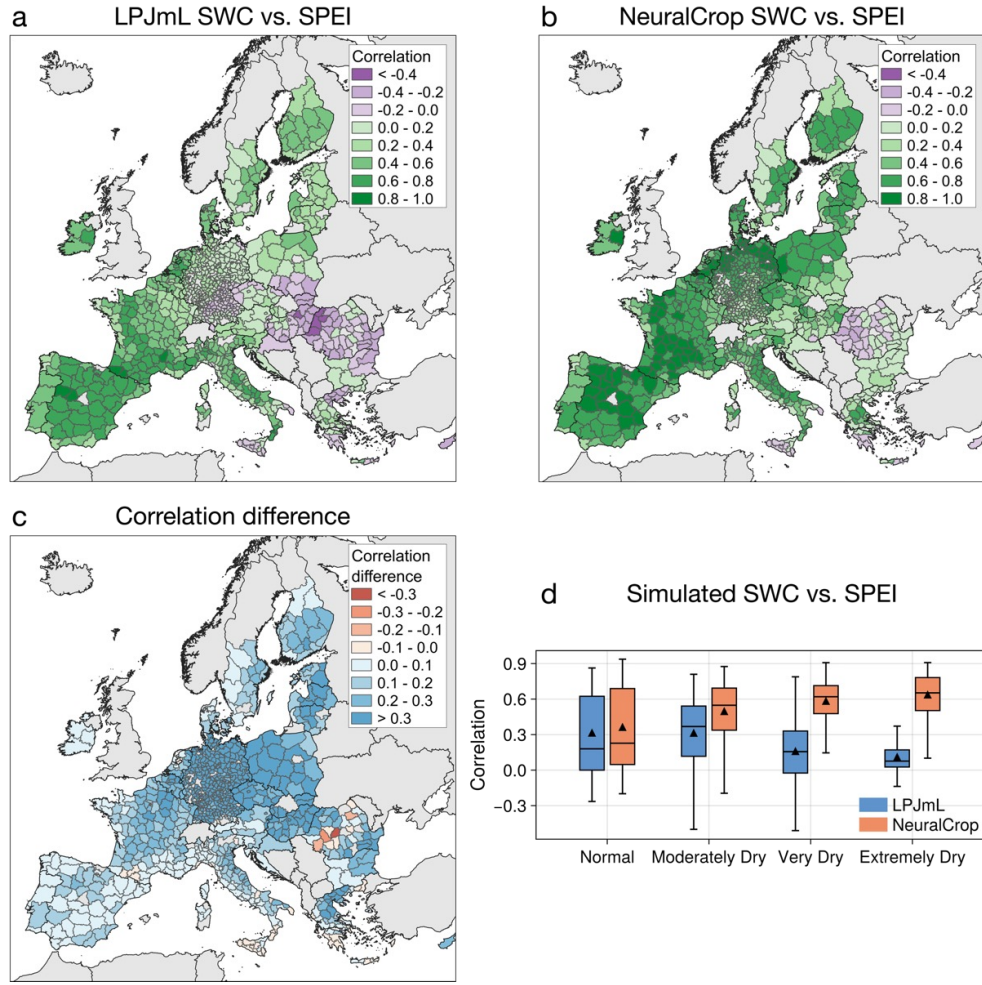 a LPJmL SWC vs. SPEI
Correlation
< -0.4
-0.4 - -0.2
-0.2 - 0.0
0.0 - 0.2
0.2 - 0.4
0.4 - 0.6
0.6 - 0.8
0.8 - 1.0
b NeuralCrop SWC vs. SPEI
Correlation
< -0.4
-0.4 - -0.2
-0.2 - 0.0
0.0 - 0.2
0.2 - 0.4
0.4 - 0.6
0.6 - 0.8
0.8 - 1.0
c Correlation difference
Correlation
difference
< -0.3
-0.3 - -0.2
-0.2 - -0.1
-0.1 - 0.0
0.0 - 0.1
0.1 - 0.2
0.2 - 0.3
> 0.3
d Simulated SWC vs. SPEI
Correlation
0.9
0.6
0.3
0.0
−0.3
LPJmL
NeuralCrop
Normal Moderately Dry Very Dry Extremely Dry